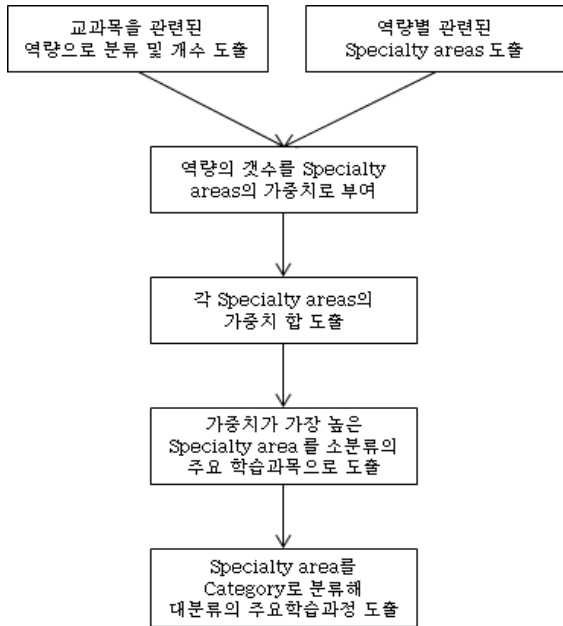 교과목을 관련된
역량으로 분류 및 개수 도출
역량별 관련된
Specialty areas 도출
역량의 갯수를 Specialty
areas의 가중치로 부여
각 Specialty areas의
가중치 합 도출
가중치가 가장 높은
Specialty area 를 소분류의
주요 학습과목으로 도출
Specialty area를
Category로 분류해
대분류의 주요학습과정 도출